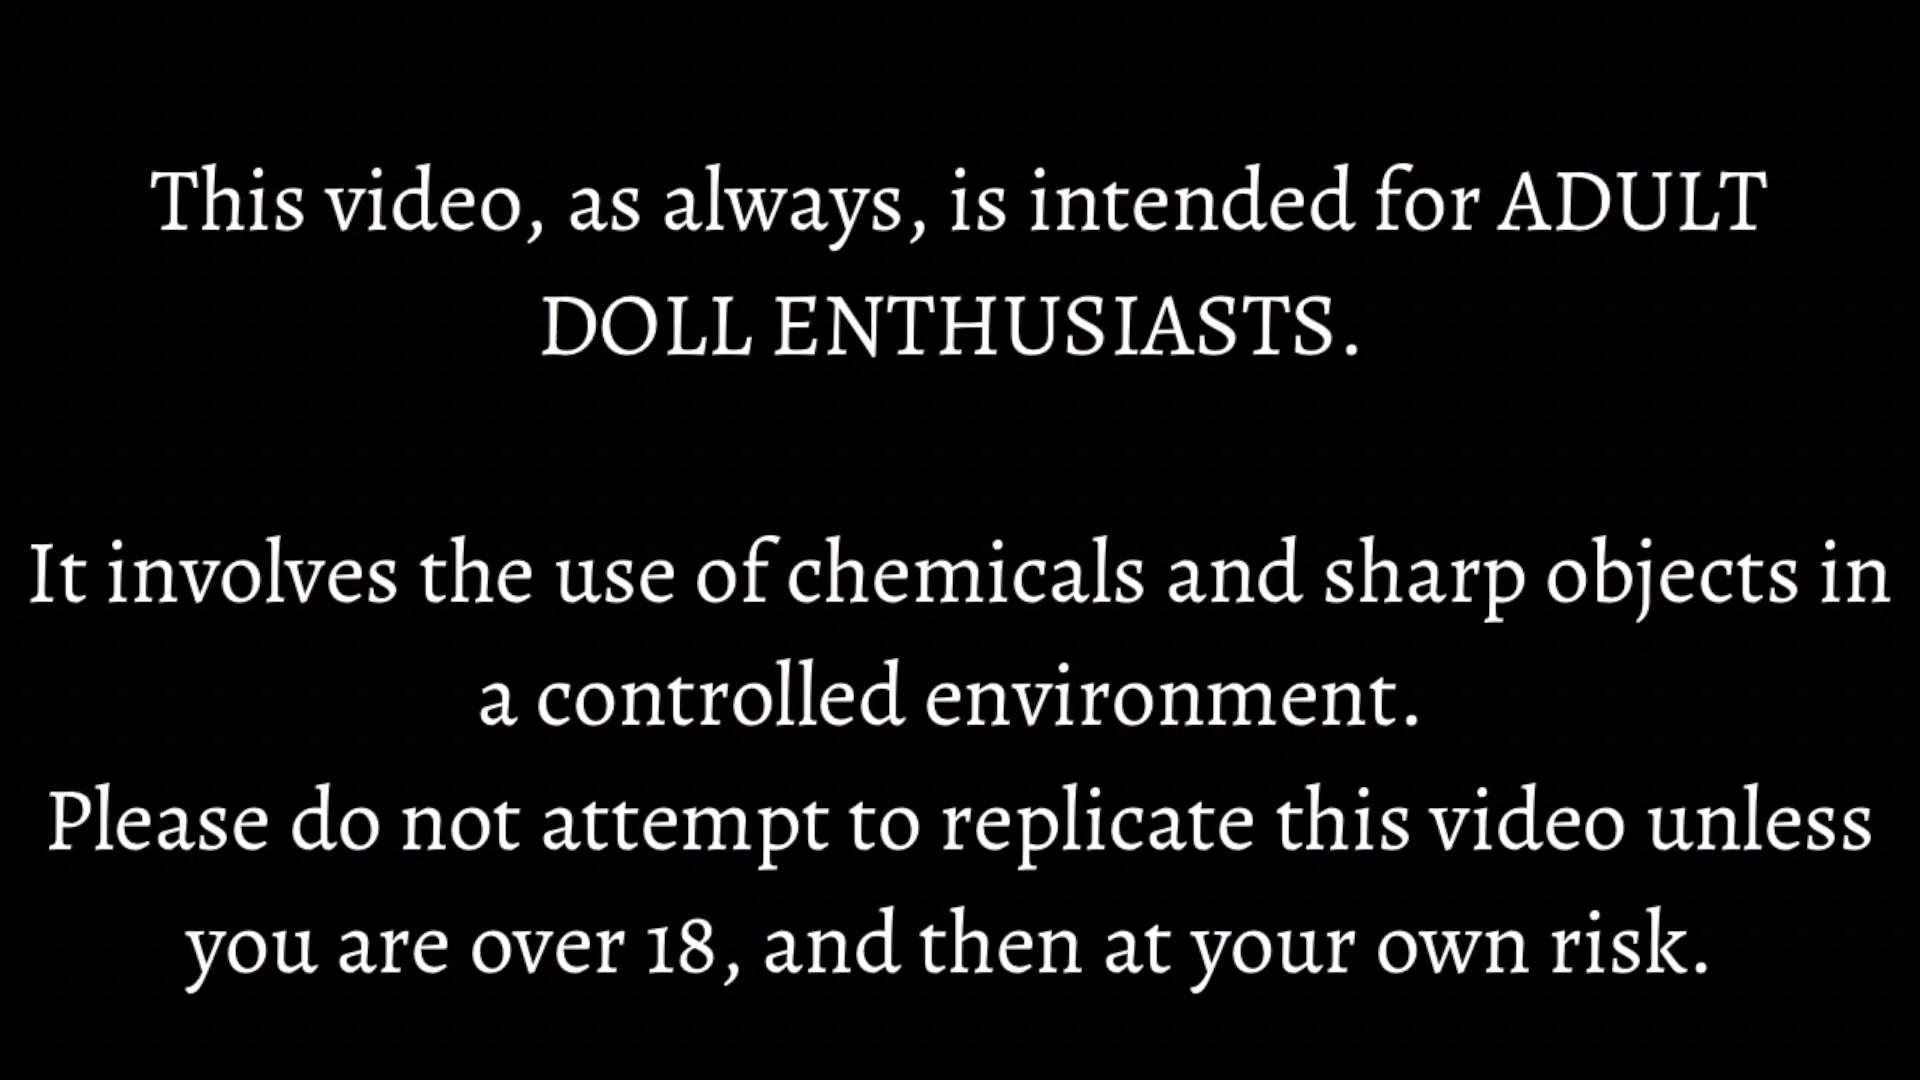 This video, as always, is intended for ADULT
DOLL ENTHUSIASTS.
It involves the use of chemicals and sharp objects in
a controlled environment.
Please do not attempt to replicate this video unless
you are over 18, and then at your own risk.